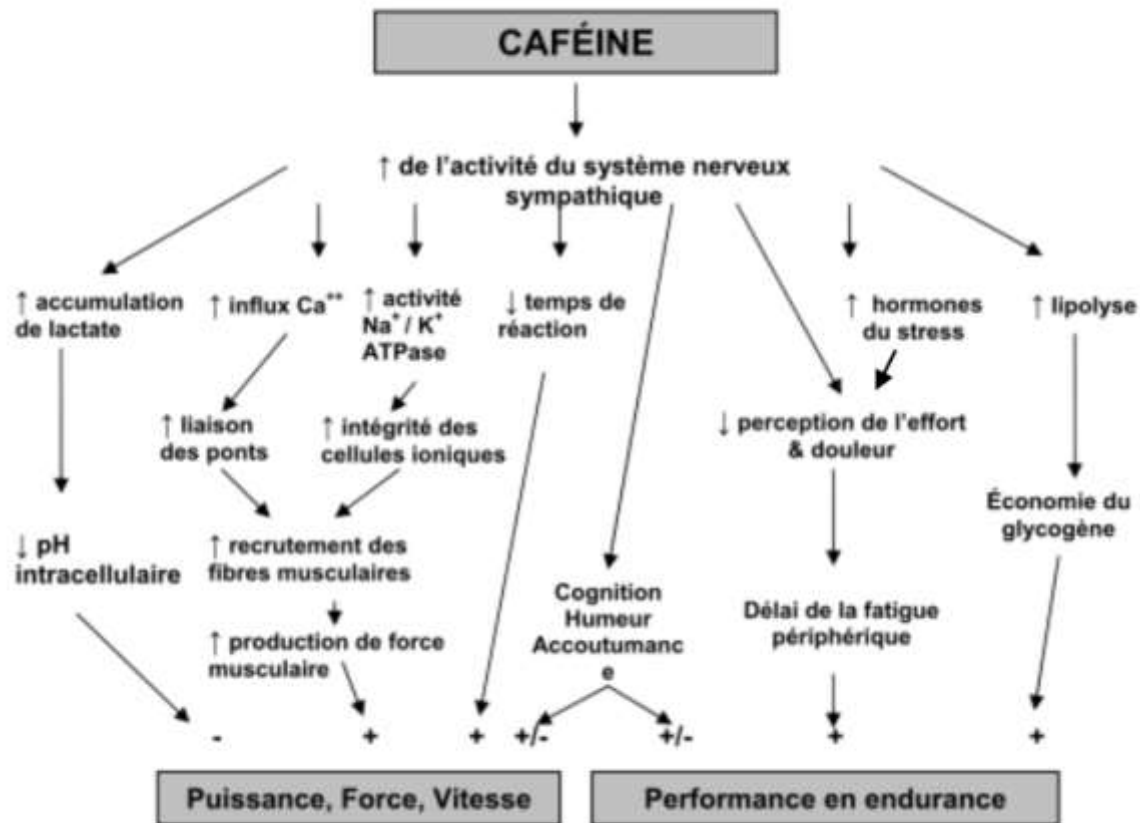 CAFÉINE
↑ de l'activité du système nerveux
sympathique
↑ accumulation
de lactate
↑ influx Ca⁺⁺
↑ activité
Na⁺ / K⁺
ATPase
↓ temps de
réaction
↑ hormones
du stress
↑ lipolyse
↑ liaison
des ponts
↑ intégrité des
cellules ioniques
↓ perception de l'effort
& douleur
Économie du
glycogène
↓ pH
intracellulaire
↑ recrutement des
fibres musculaires
Cognition
Humeur
Accoutumanc
e
Délai de la fatigue
périphérique
↑ production de force
musculaire
- + + +/- +/- + +
Puissance, Force, Vitesse
Performance en endurance